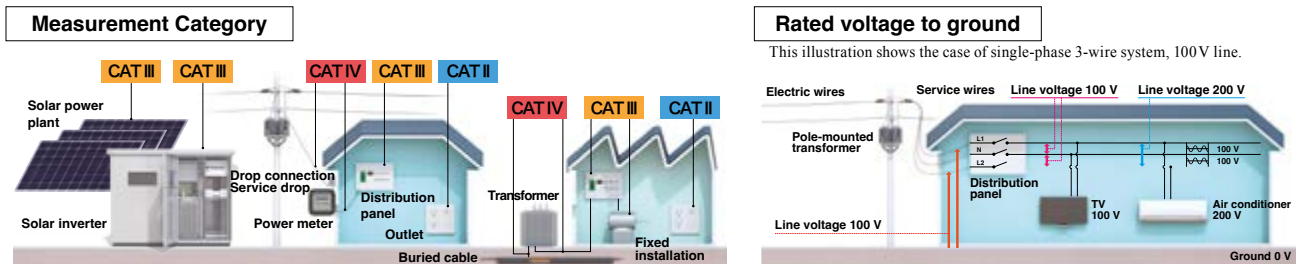 Measurement Category
CAT III
CAT III
CAT IV
CAT III
CAT II
CAT IV
CAT III
CAT II
Solar power
plant
Solar inverter
Drop connection
Service drop
Power meter
Distribution
panel
Outlet
Transformer
Buried cable
Fixed
installation
Rated voltage to ground
This illustration shows the case of single-phase 3-wire system, 100V line.
Electric wires
Service wires
Line voltage 100 V
Line voltage 200 V
Pole-mounted
transformer
L1
N
L2
100 V
100 V
Distribution
panel
TV
100 V
Air conditioner
200 V
Line voltage 100 V
Ground 0 V